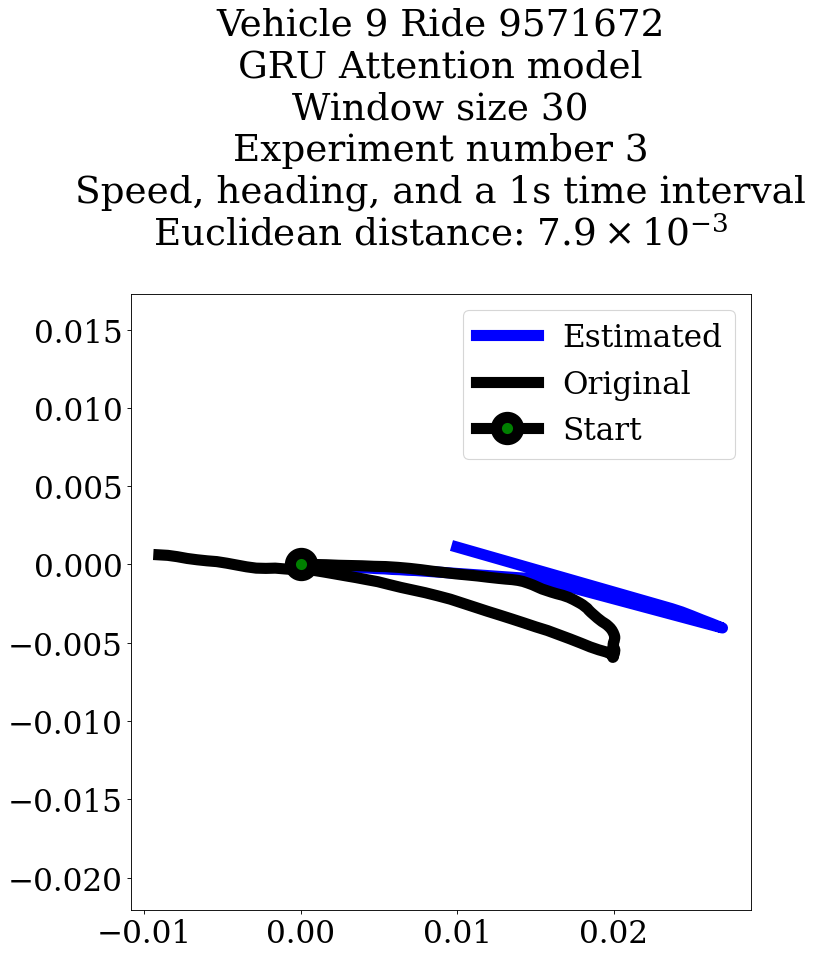 Vehicle 9 Ride 9571672
GRU Attention model
Window size 30
Experiment number 3
Speed, heading, and a 1s time interval
Euclidean distance: 7.9 × 10⁻³
Estimated
Original
Start
0.015
0.010
0.005
0.000
−0.005
−0.010
−0.015
−0.020
−0.01 0.00 0.01 0.02